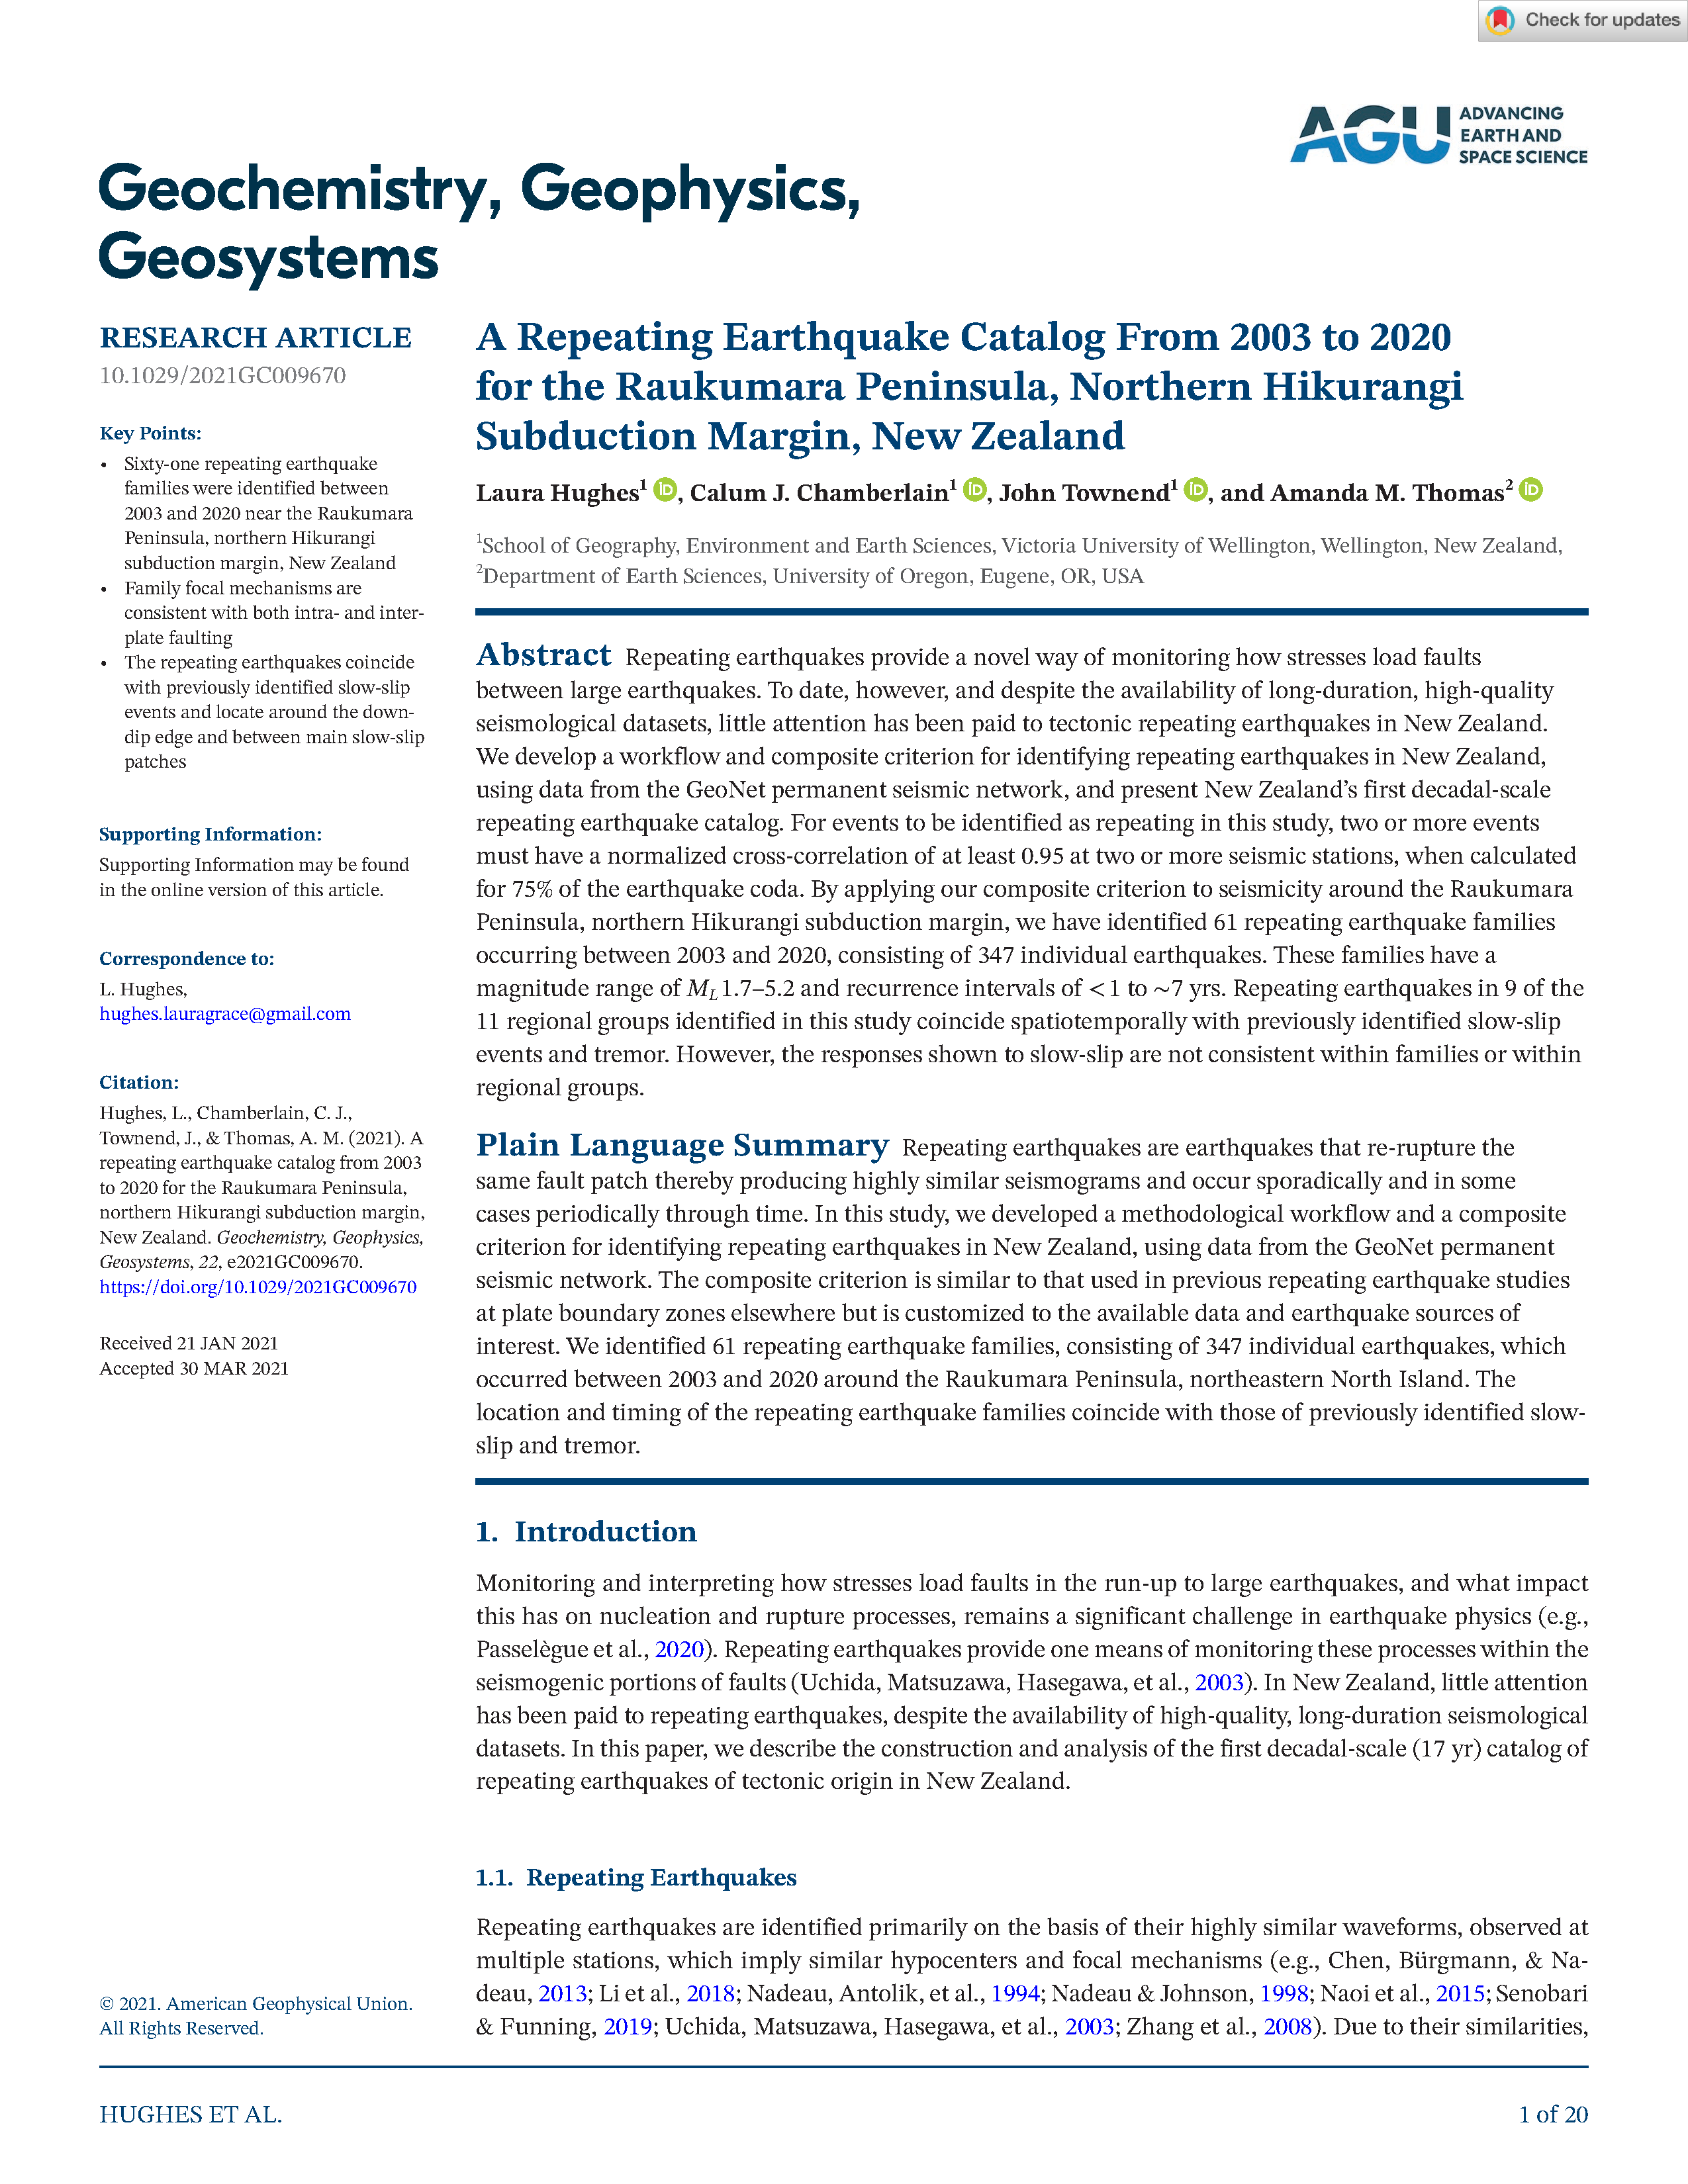 Check for updates
AGU ADVANCING
EARTH AND
SPACE SCIENCE
Geochemistry, Geophysics,
Geosystems
RESEARCH ARTICLE
10.1029/2021GC009670
Key Points:
• Sixty-one repeating earthquake
families were identified between
2003 and 2020 near the Raukumara
Peninsula, northern Hikurangi
subduction margin, New Zealand
• Family focal mechanisms are
consistent with both intra- and inter-
plate faulting
• The repeating earthquakes coincide
with previously identified slow-slip
events and locate around the down-
dip edge and between main slow-slip
patches
Supporting Information:
Supporting Information may be found
in the online version of this article.
Correspondence to:
L. Hughes,
hughes.lauragrace@gmail.com
Citation:
Hughes, L., Chamberlain, C. J.,
Townend, J., & Thomas, A. M. (2021). A
repeating earthquake catalog from 2003
to 2020 for the Raukumara Peninsula,
northern Hikurangi subduction margin,
New Zealand. Geochemistry, Geophysics,
Geosystems, 22, e2021GC009670.
https://doi.org/10.1029/2021GC009670
Received 21 JAN 2021
Accepted 30 MAR 2021
© 2021. American Geophysical Union.
All Rights Reserved.
A Repeating Earthquake Catalog From 2003 to 2020
for the Raukumara Peninsula, Northern Hikurangi
Subduction Margin, New Zealand
Laura Hughes¹ iD, Calum J. Chamberlain¹ iD, John Townend¹ iD, and Amanda M. Thomas² iD
¹School of Geography, Environment and Earth Sciences, Victoria University of Wellington, Wellington, New Zealand,
²Department of Earth Sciences, University of Oregon, Eugene, OR, USA
Abstract Repeating earthquakes provide a novel way of monitoring how stresses load faults
between large earthquakes. To date, however, and despite the availability of long-duration, high-quality
seismological datasets, little attention has been paid to tectonic repeating earthquakes in New Zealand.
We develop a workflow and composite criterion for identifying repeating earthquakes in New Zealand,
using data from the GeoNet permanent seismic network, and present New Zealand's first decadal-scale
repeating earthquake catalog. For events to be identified as repeating in this study, two or more events
must have a normalized cross-correlation of at least 0.95 at two or more seismic stations, when calculated
for 75% of the earthquake coda. By applying our composite criterion to seismicity around the Raukumara
Peninsula, northern Hikurangi subduction margin, we have identified 61 repeating earthquake families
occurring between 2003 and 2020, consisting of 347 individual earthquakes. These families have a
magnitude range of M_L 1.7–5.2 and recurrence intervals of <1 to ~7 yrs. Repeating earthquakes in 9 of the
11 regional groups identified in this study coincide spatiotemporally with previously identified slow-slip
events and tremor. However, the responses shown to slow-slip are not consistent within families or within
regional groups.
Plain Language Summary Repeating earthquakes are earthquakes that re-rupture the
same fault patch thereby producing highly similar seismograms and occur sporadically and in some
cases periodically through time. In this study, we developed a methodological workflow and a composite
criterion for identifying repeating earthquakes in New Zealand, using data from the GeoNet permanent
seismic network. The composite criterion is similar to that used in previous repeating earthquake studies
at plate boundary zones elsewhere but is customized to the available data and earthquake sources of
interest. We identified 61 repeating earthquake families, consisting of 347 individual earthquakes, which
occurred between 2003 and 2020 around the Raukumara Peninsula, northeastern North Island. The
location and timing of the repeating earthquake families coincide with those of previously identified slow-
slip and tremor.
1. Introduction
Monitoring and interpreting how stresses load faults in the run-up to large earthquakes, and what impact
this has on nucleation and rupture processes, remains a significant challenge in earthquake physics (e.g.,
Passelègue et al., 2020). Repeating earthquakes provide one means of monitoring these processes within the
seismogenic portions of faults (Uchida, Matsuzawa, Hasegawa, et al., 2003). In New Zealand, little attention
has been paid to repeating earthquakes, despite the availability of high-quality, long-duration seismological
datasets. In this paper, we describe the construction and analysis of the first decadal-scale (17 yr) catalog of
repeating earthquakes of tectonic origin in New Zealand.
1.1. Repeating Earthquakes
Repeating earthquakes are identified primarily on the basis of their highly similar waveforms, observed at
multiple stations, which imply similar hypocenters and focal mechanisms (e.g., Chen, Bürgmann, & Na-
deau, 2013; Li et al., 2018; Nadeau, Antolik, et al., 1994; Nadeau & Johnson, 1998; Naoi et al., 2015; Senobari
& Funning, 2019; Uchida, Matsuzawa, Hasegawa, et al., 2003; Zhang et al., 2008). Due to their similarities,
HUGHES ET AL.
1 of 20